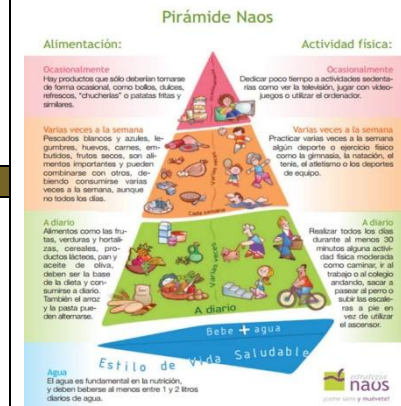 Pirámide Naos
Alimentación:
Actividad física:
Ocasionalmente
Hay productos que sólo deberían tomarse
de forma ocasional, como bollos, dulces,
refrescos, "chucherías" o patatas fritas y
similares.
Ocasionalmente
Dedicar poco tiempo a actividades sedenta-
rias como ver la televisión, jugar con video-
juegos o utilizar el ordenador.
Varias veces a la semana
Pescados blancos y azules, le-
gumbres, huevos, carnes, em-
butidos, frutos secos, son ali-
mentos importantes y pueden
combinarse con otros, de-
biendo consumirse varias
veces a la semana, aunque
no todos los días.
Varias veces a la semana
Practicar varias veces a la semana
algún deporte o ejercicio físico
como la gimnasia, la natación, el
tenis, el atletismo o los deportes
de equipo.
Varias veces
Cada semana
A diario
Alimentos como las fru-
tas, verduras y hortali-
zas, cereales, pro-
ductos lácteos, pan y
aceite de oliva,
deben ser la base
de la dieta y con-
sumirse a diario.
También el arroz
y la pasta pue-
den alternarse.
A diario
Realizar todos los días
durante al menos 30
minutos alguna activi-
dad física moderada
como caminar, ir al
trabajo o al colegio
andando, sacar a
pasear al perro o
subir las escale-
ras a pie en
vez de utilizar
el ascensor.
Varias veces
A diario
Bebe + agua
Estilo de Vida Saludable
Agua
El agua es fundamental en la nutrición,
y deben beberse al menos entre 1 y 2 litros
diarios de agua.
estrategia
naos
¡come sano y muévete!